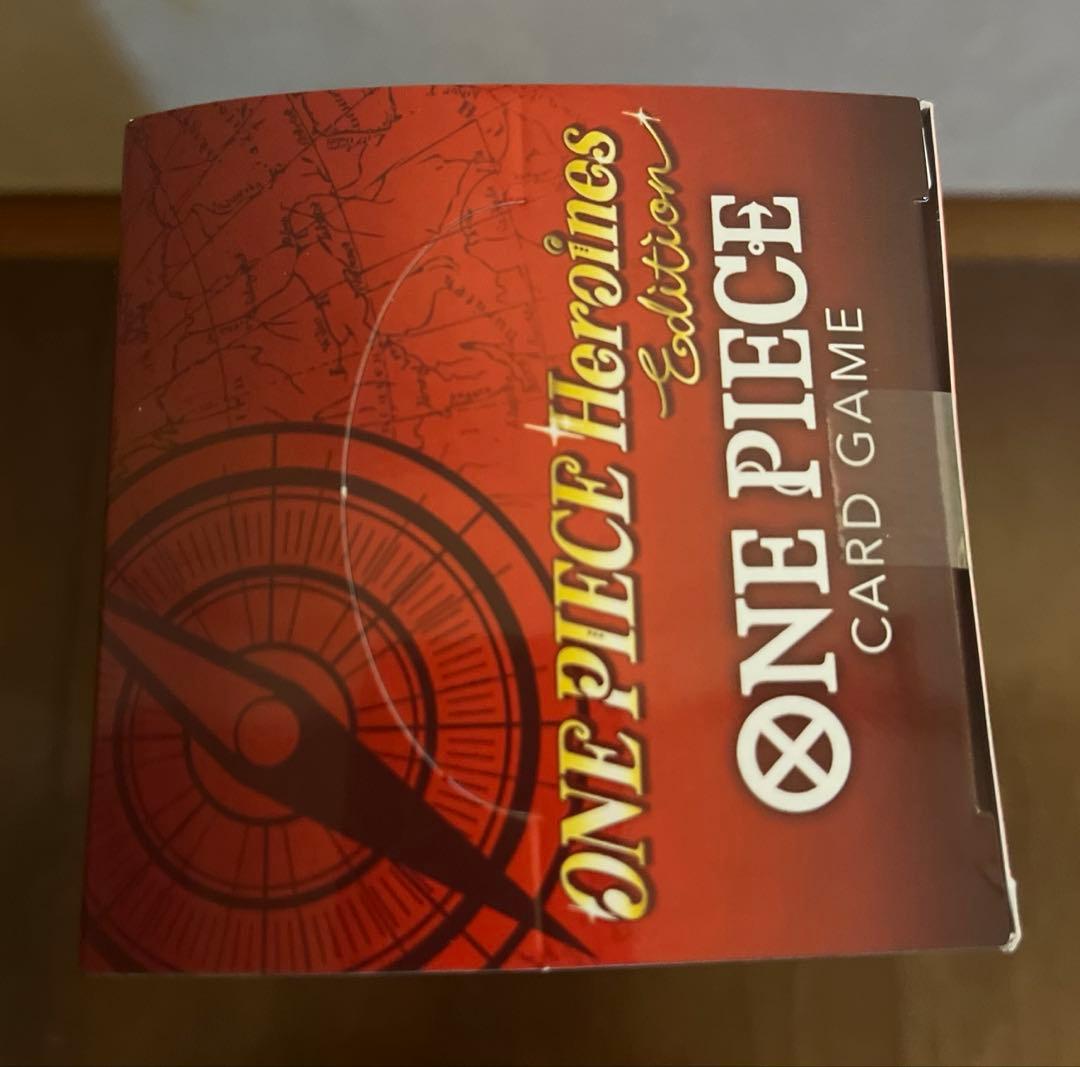 ONE PIECE Heroines
Edition
ONE PIECE
CARD GAME